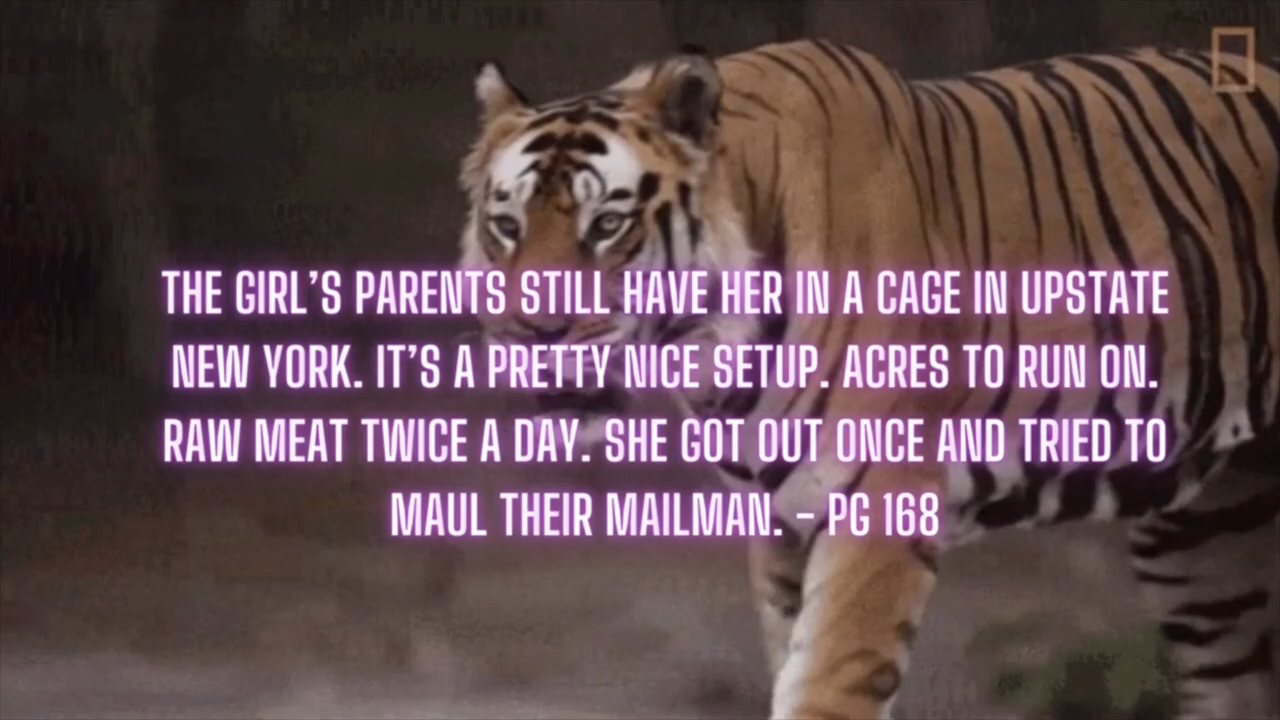 THE GIRL’S PARENTS STILL HAVE HER IN A CAGE IN UPSTATE
NEW YORK. IT’S A PRETTY NICE SETUP. ACRES TO RUN ON.
RAW MEAT TWICE A DAY. SHE GOT OUT ONCE AND TRIED TO
MAUL THEIR MAILMAN. - PG 168